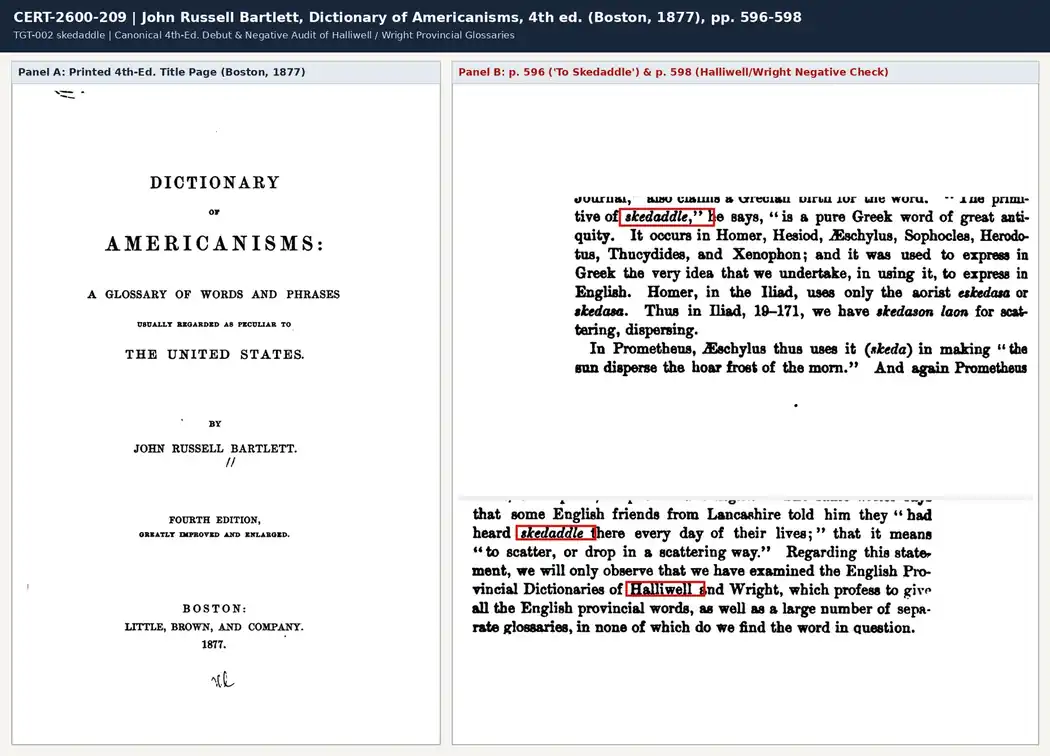 CERT-2600-209 | John Russell Bartlett, Dictionary of Americanisms, 4th ed. (Boston, 1877), pp. 596-598
TGT-002 skedaddle | Canonical 4th-Ed. Debut & Negative Audit of Halliwell / Wright Provincial Glossaries
Panel A: Printed 4th-Ed. Title Page (Boston, 1877)
DICTIONARY
OF
AMERICANISMS:
A GLOSSARY OF WORDS AND PHRASES
USUALLY REGARDED AS PECULIAR TO
THE UNITED STATES.
BY
JOHN RUSSELL BARTLETT.
FOURTH EDITION,
GREATLY IMPROVED AND ENLARGED.
BOSTON:
LITTLE, BROWN, AND COMPANY.
1877.
Panel B: p. 596 ('To Skedaddle') & p. 598 (Halliwell/Wright Negative Check)
Journal," also claims a Grecian birth for the word. "The primi-
tive of skedaddle," he says, "is a pure Greek word of great anti-
quity. It occurs in Homer, Hesiod, Æschylus, Sophocles, Herodo-
tus, Thucydides, and Xenophon; and it was used to express in
Greek the very idea that we undertake, in using it, to express in
English. Homer, in the Iliad, uses only the aorist eskedasa or
skedasa. Thus in Iliad, 19–171, we have skedason laon for scat-
tering, dispersing.
In Prometheus, Æschylus thus uses it (skeda) in making "the
sun disperse the hoar frost of the morn." And again Prometheus
that some English friends from Lancashire told him they "had
heard skedaddle there every day of their lives;" that it means
"to scatter, or drop in a scattering way." Regarding this state-
ment, we will only observe that we have examined the English Pro-
vincial Dictionaries of Halliwell and Wright, which profess to give
all the English provincial words, as well as a large number of sepa-
rate glossaries, in none of which do we find the word in question.